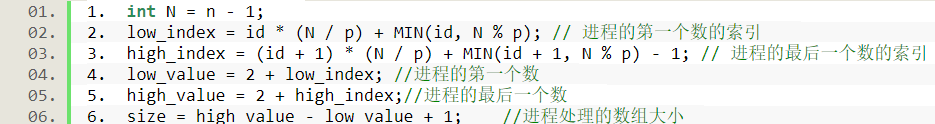 01. 1. int N = n - 1;
02. 2. low_index = id * (N / p) + MIN(id, N % p); // 进程的第一个数的索引
03. 3. high_index = (id + 1) * (N / p) + MIN(id + 1, N % p) - 1; // 进程的最后一个数的索引
04. 4. low_value = 2 + low_index; //进程的第一个数
05. 5. high_value = 2 + high_index;//进程的最后一个数
06. 6. size = high_value - low_value + 1; //进程处理的数组大小